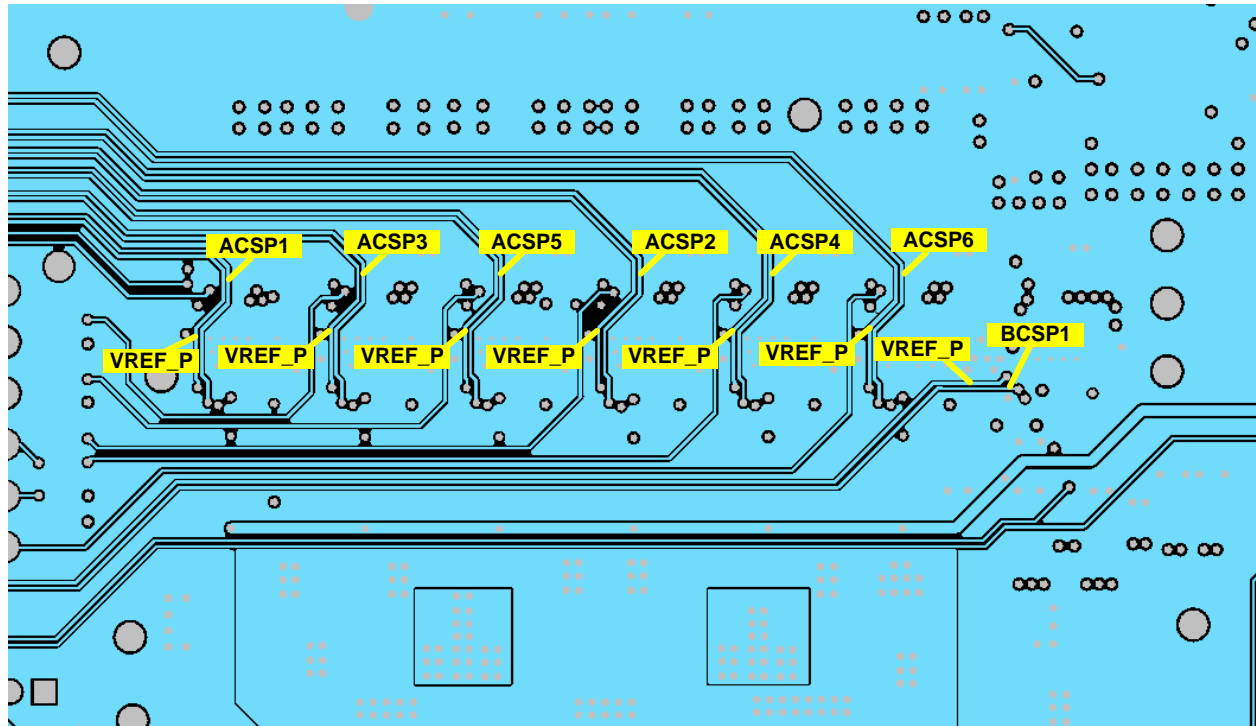 ACSP1
ACSP3
ACSP5
ACSP2
ACSP4
ACSP6
VREF_P
VREF_P
VREF_P
VREF_P
VREF_P
VREF_P
VREF_P
BCSP1